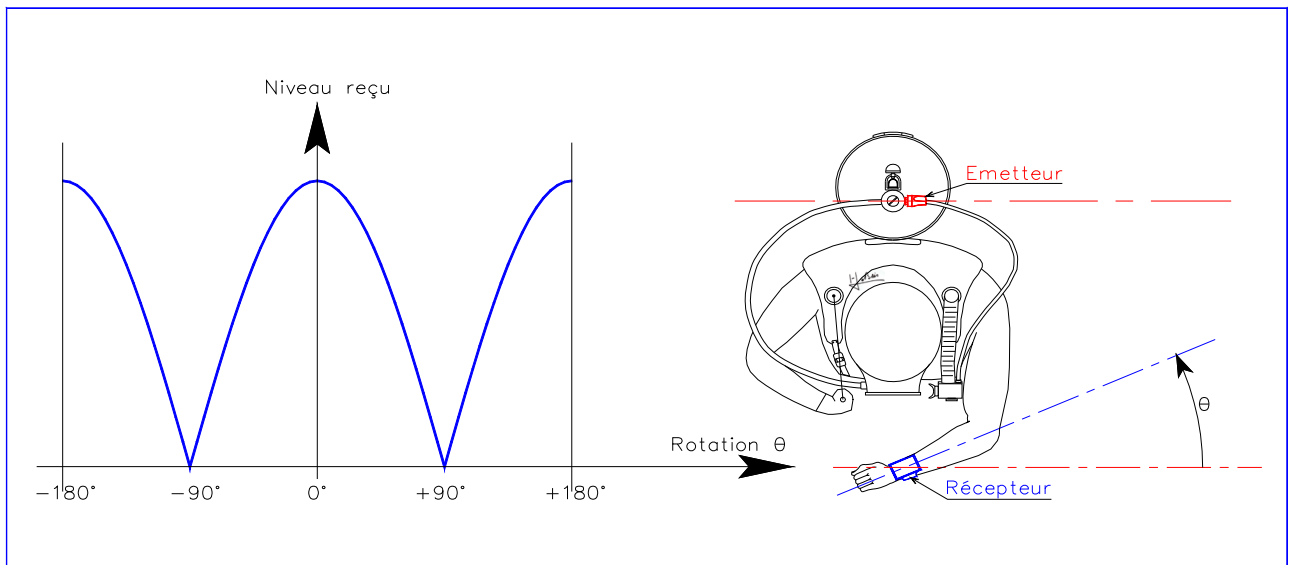 Niveau reçu
Rotation θ
-180°
-90°
0°
+90°
+180°
Emetteur
θ
Récepteur